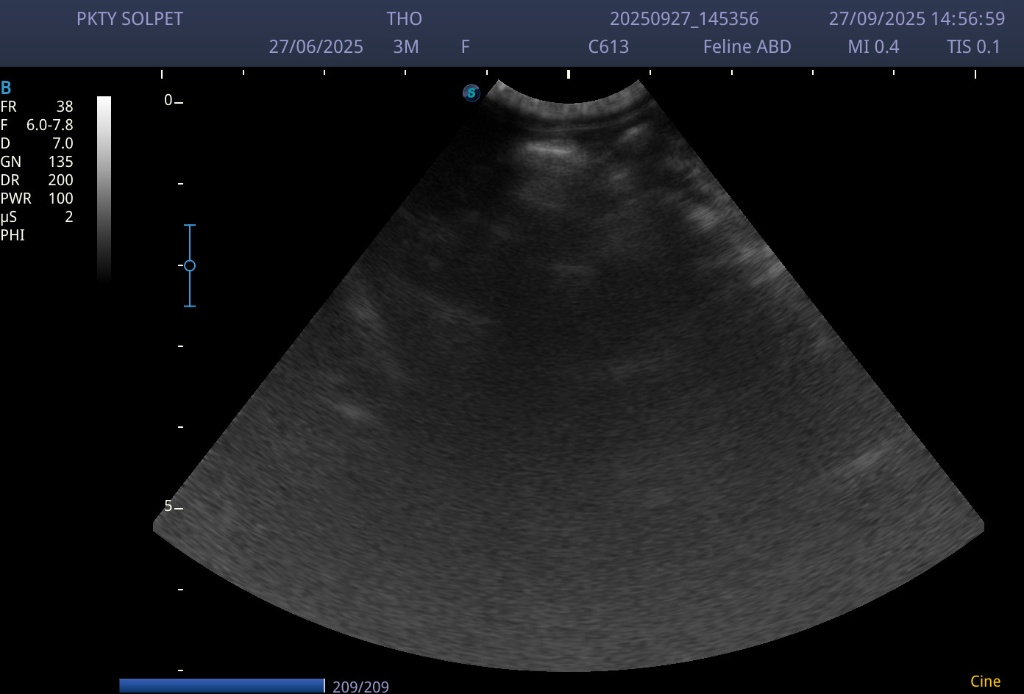 PKTY SOLPET THO 20250927_145356 27/09/2025 14:56:59
27/06/2025 3M F C613 Feline ABD MI 0.4 TIS 0.1
B
FR 38
F 6.0-7.8
D 7.0
GN 135
DR 200
PWR 100
µS 2
PHI
S
0
5
209/209
Cine